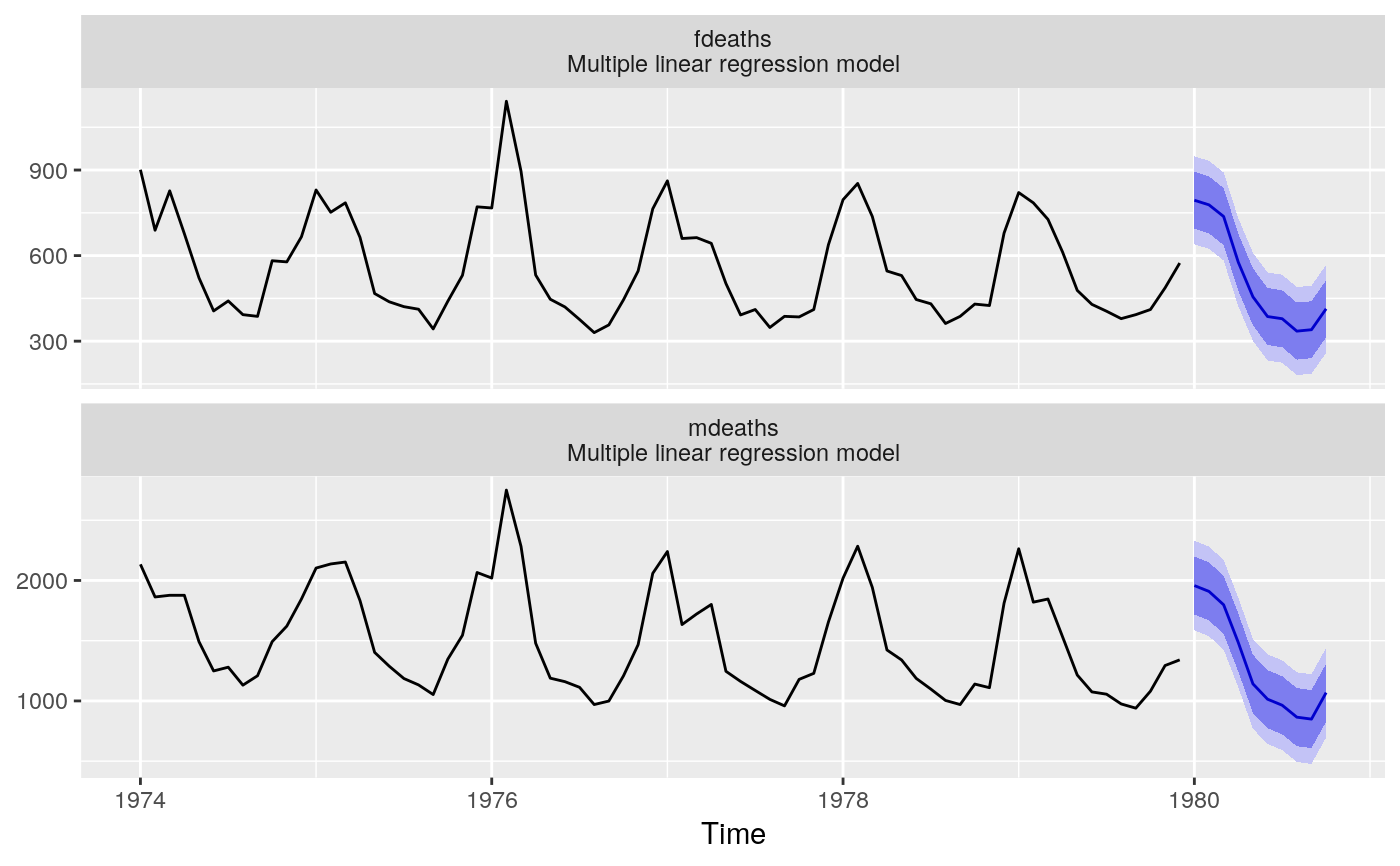 fdeaths
Multiple linear regression model
900
600
300
mdeaths
Multiple linear regression model
2000
1000
1974 1976 1978 1980
Time